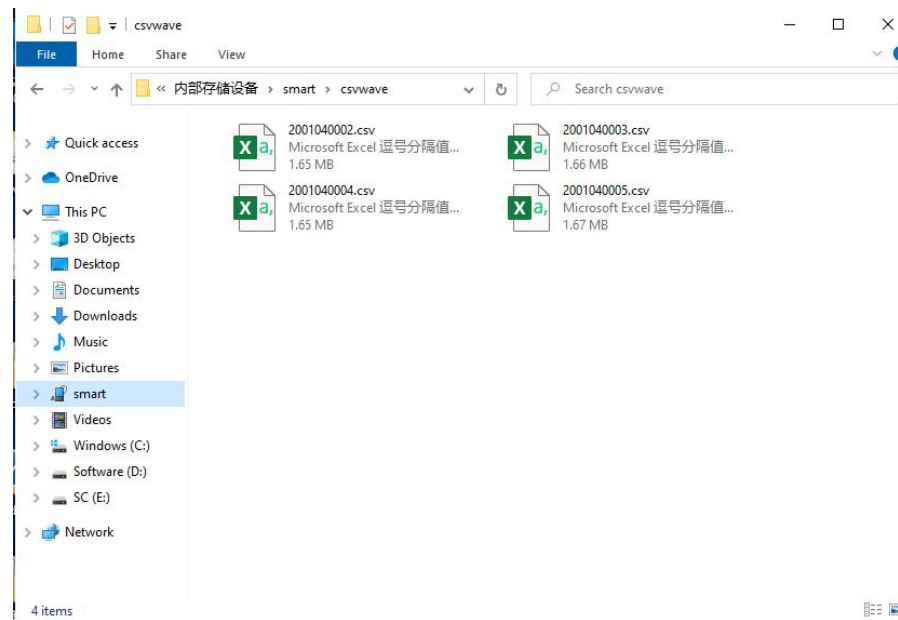 csvwave
File Home Share View
« 内部存储设备 › smart › csvwave
Search csvwave
Quick access
OneDrive
This PC
3D Objects
Desktop
Documents
Downloads
Music
Pictures
smart
Videos
Windows (C:)
Software (D:)
SC (E:)
Network
2001040002.csv
Microsoft Excel 逗号分隔值...
1.65 MB
2001040003.csv
Microsoft Excel 逗号分隔值...
1.66 MB
2001040004.csv
Microsoft Excel 逗号分隔值...
1.65 MB
2001040005.csv
Microsoft Excel 逗号分隔值...
1.67 MB
4 items